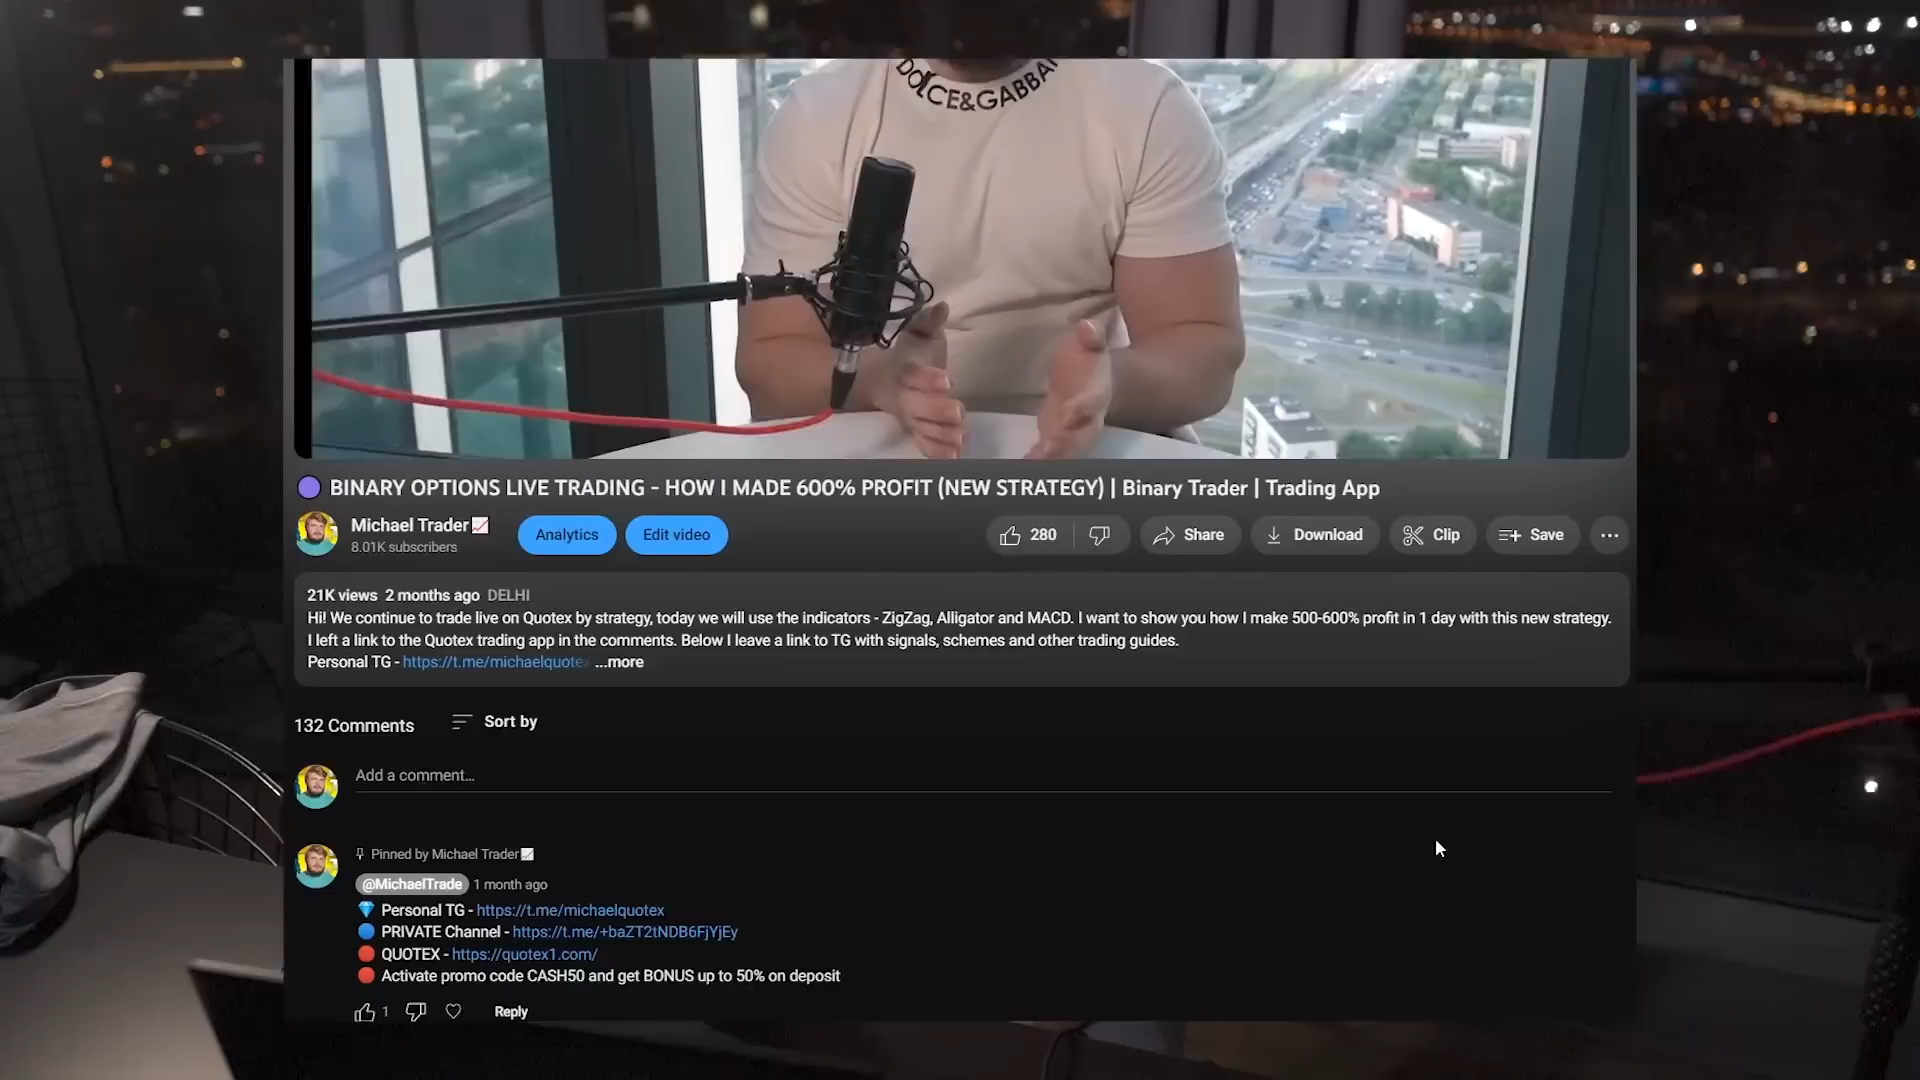 DOLCE&GABBA
BINARY OPTIONS LIVE TRADING - HOW I MADE 600% PROFIT (NEW STRATEGY) | Binary Trader | Trading App
Michael Trader
8.01K subscribers
Analytics
Edit video
280
Share
Download
Clip
Save
21K views 2 months ago DELHI
Hi! We continue to trade live on Quotex by strategy, today we will use the indicators - ZigZag, Alligator and MACD. I want to show you how I make 500-600% profit in 1 day with this new strategy.
I left a link to the Quotex trading app in the comments. Below I leave a link to TG with signals, schemes and other trading guides.
Personal TG - https://t.me/michaelquotex ...more
132 Comments
Sort by
Add a comment...
Pinned by Michael Trader
@MichaelTrade 1 month ago
Personal TG - https://t.me/michaelquotex
PRIVATE Channel - https://t.me/+baZT2tNDB6FjYjEy
QUOTEX - https://quotex1.com/
Activate promo code CASH50 and get BONUS up to 50% on deposit
1
Reply